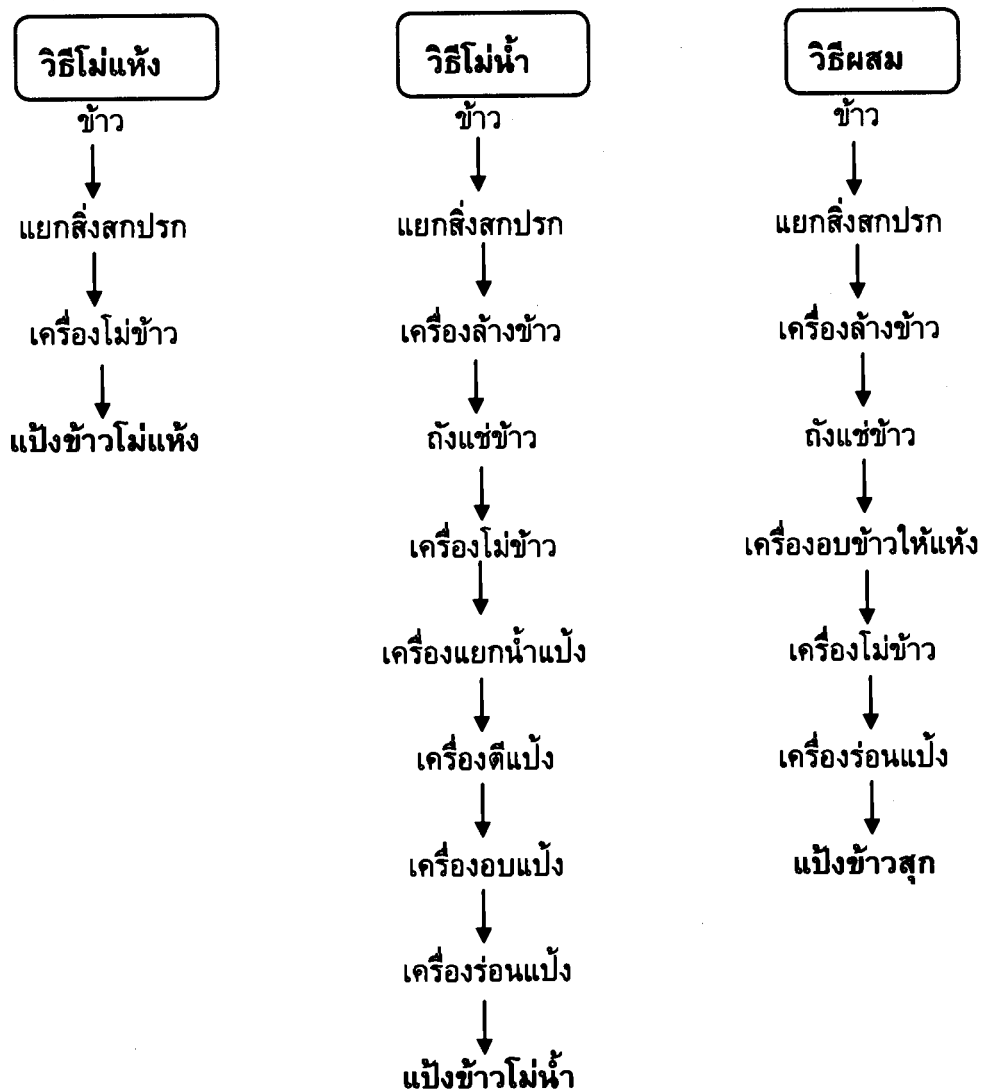 วิธีโม่แห้ง
ข้าว
แยกสิ่งสกปรก
เครื่องโม่ข้าว
แป้งข้าวโม่แห้ง
วิธีโม่น้ำ
ข้าว
แยกสิ่งสกปรก
เครื่องล้างข้าว
ถังแช่ข้าว
เครื่องโม่ข้าว
เครื่องแยกน้ำแป้ง
เครื่องตีแป้ง
เครื่องอบแป้ง
เครื่องร่อนแป้ง
แป้งข้าวโม่น้ำ
วิธีผสม
ข้าว
แยกสิ่งสกปรก
เครื่องล้างข้าว
ถังแช่ข้าว
เครื่องอบข้าวให้แห้ง
เครื่องโม่ข้าว
เครื่องร่อนแป้ง
แป้งข้าวสุก